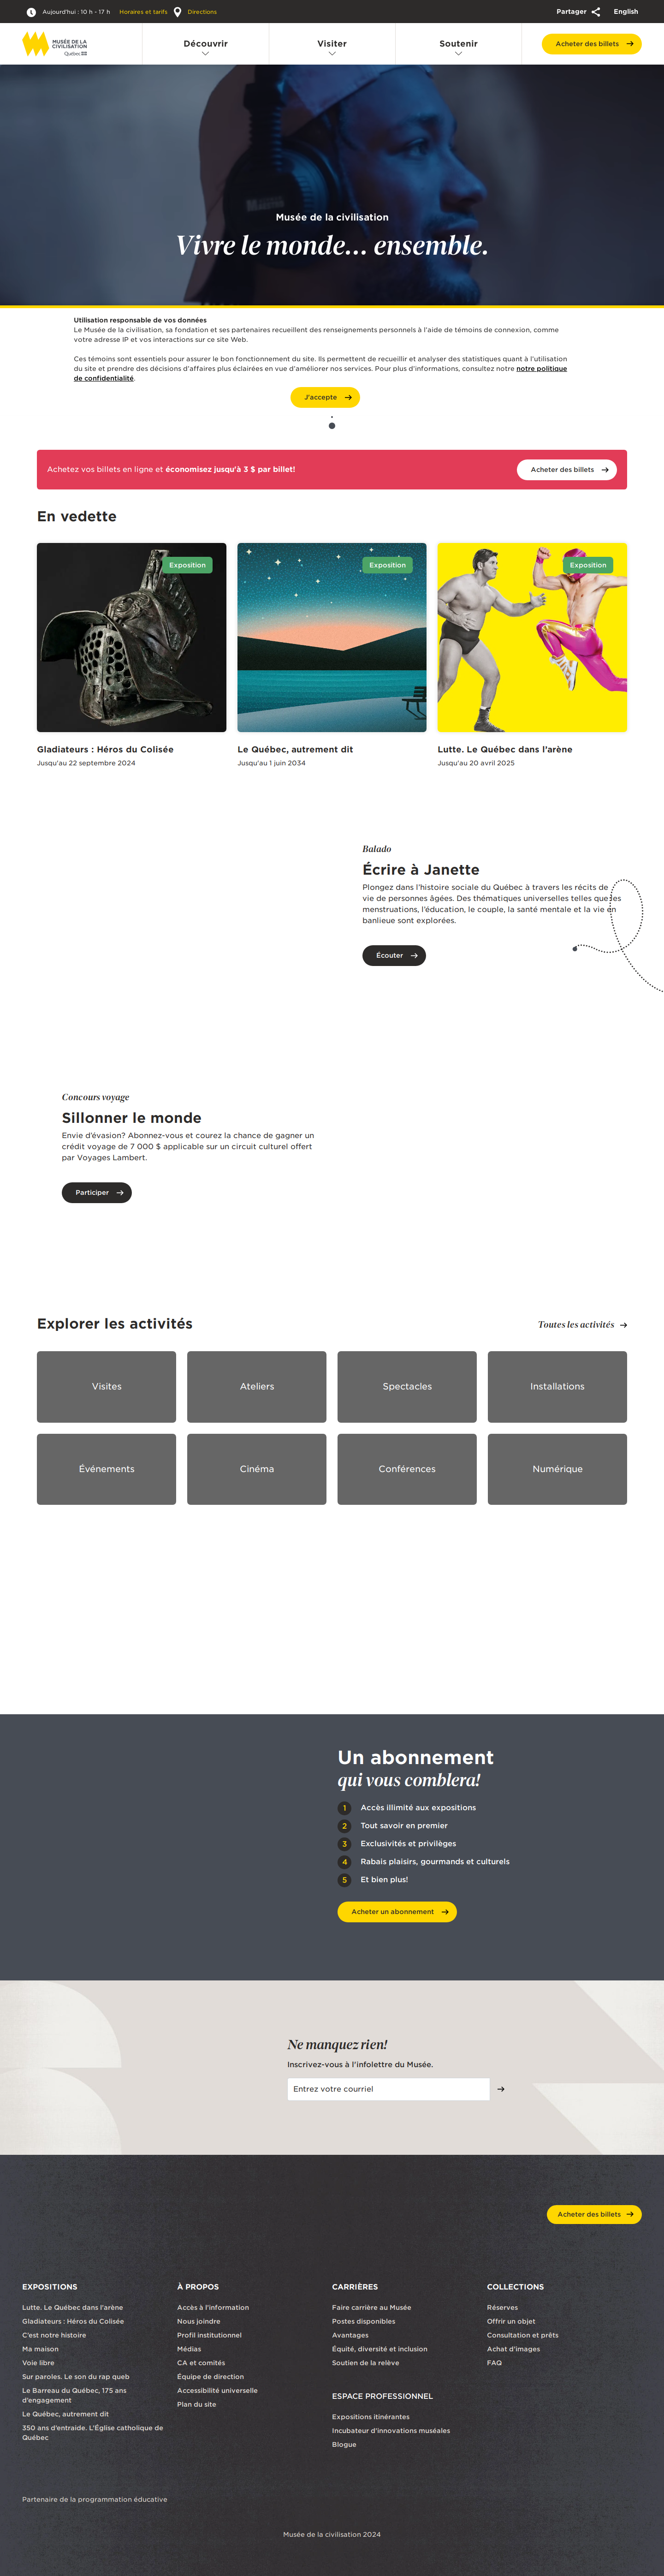 Aujourd'hui : 10 h - 17 h Horaires et tarifs Directions Partager English
MUSÉE DE LA CIVILISATION
Québec
Découvrir Visiter Soutenir Acheter des billets
Musée de la civilisation
Vivre le monde… ensemble.
Utilisation responsable de vos données
Le Musée de la civilisation, sa fondation et ses partenaires recueillent des renseignements personnels à l'aide de témoins de connexion, comme
votre adresse IP et vos interactions sur ce site Web.
Ces témoins sont essentiels pour assurer le bon fonctionnement du site. Ils permettent de recueillir et analyser des statistiques quant à l'utilisation
du site et prendre des décisions d'affaires plus éclairées en vue d'améliorer nos services. Pour plus d'informations, consultez notre notre politique
de confidentialité.
J'accepte
Achetez vos billets en ligne et économisez jusqu'à 3 $ par billet!
Acheter des billets
En vedette
Exposition
Exposition
Exposition
Gladiateurs : Héros du Colisée
Jusqu'au 22 septembre 2024
Le Québec, autrement dit
Jusqu'au 1 juin 2034
Lutte. Le Québec dans l'arène
Jusqu'au 20 avril 2025
Balado
Écrire à Janette
Plongez dans l'histoire sociale du Québec à travers les récits de
vie de personnes âgées. Des thématiques universelles telles que les
menstruations, l'éducation, le couple, la santé mentale et la vie en
banlieue sont explorées.
Écouter
Concours voyage
Sillonner le monde
Envie d'évasion? Abonnez-vous et courez la chance de gagner un
crédit voyage de 7 000 $ applicable sur un circuit culturel offert
par Voyages Lambert.
Participer
Explorer les activités
Toutes les activités
Visites
Ateliers
Spectacles
Installations
Événements
Cinéma
Conférences
Numérique
Un abonnement
qui vous comblera!
1 Accès illimité aux expositions
2 Tout savoir en premier
3 Exclusivités et privilèges
4 Rabais plaisirs, gourmands et culturels
5 Et bien plus!
Acheter un abonnement
Ne manquez rien!
Inscrivez-vous à l'infolettre du Musée.
Entrez votre courriel
Acheter des billets
EXPOSITIONS
Lutte. Le Québec dans l'arène
Gladiateurs : Héros du Colisée
C'est notre histoire
Ma maison
Voie libre
Sur paroles. Le son du rap queb
Le Barreau du Québec, 175 ans
d'engagement
Le Québec, autrement dit
350 ans d'entraide. L'Église catholique de
Québec
À PROPOS
Accès à l'information
Nous joindre
Profil institutionnel
Médias
CA et comités
Équipe de direction
Accessibilité universelle
Plan du site
CARRIÈRES
Faire carrière au Musée
Postes disponibles
Avantages
Équité, diversité et inclusion
Soutien de la relève
ESPACE PROFESSIONNEL
Expositions itinérantes
Incubateur d'innovations muséales
Blogue
COLLECTIONS
Réserves
Offrir un objet
Consultation et prêts
Achat d'images
FAQ
Partenaire de la programmation éducative
Musée de la civilisation 2024